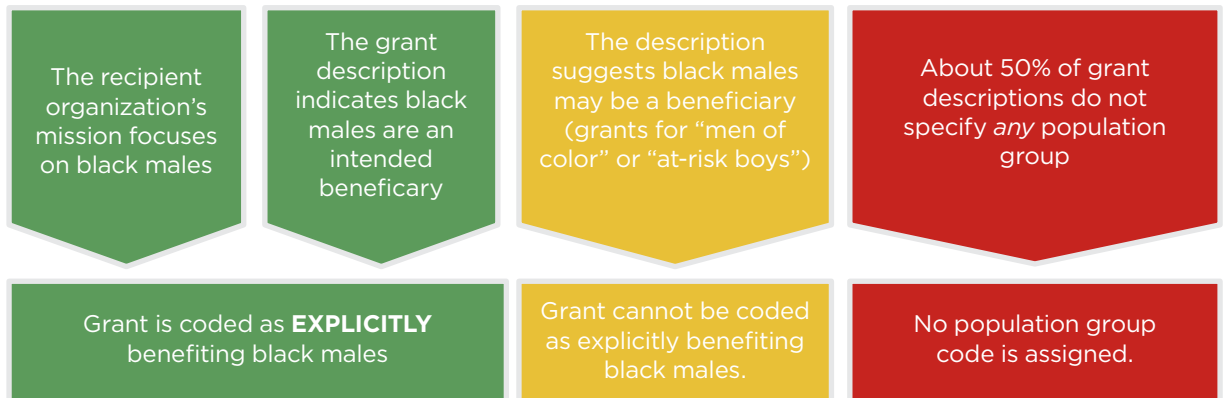 The recipient
organization's
mission focuses
on black males
The grant
description
indicates black
males are an
intended
beneficary
The description
suggests black males
may be a beneficiary
(grants for “men of
color” or “at-risk boys”)
About 50% of grant
descriptions do not
specify any population
group
Grant is coded as EXPLICITLY
benefiting black males
Grant cannot be coded
as explicitly benefiting
black males.
No population group
code is assigned.